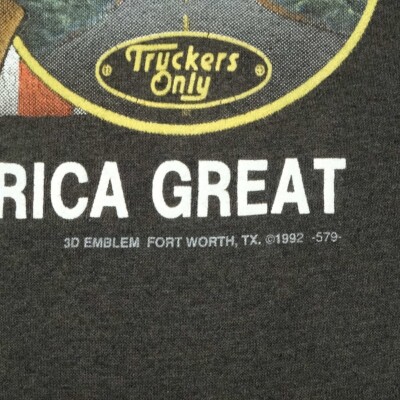 Truckers
Only
RICA GREAT
3D EMBLEM FORT WORTH, TX. ©1992 -579-